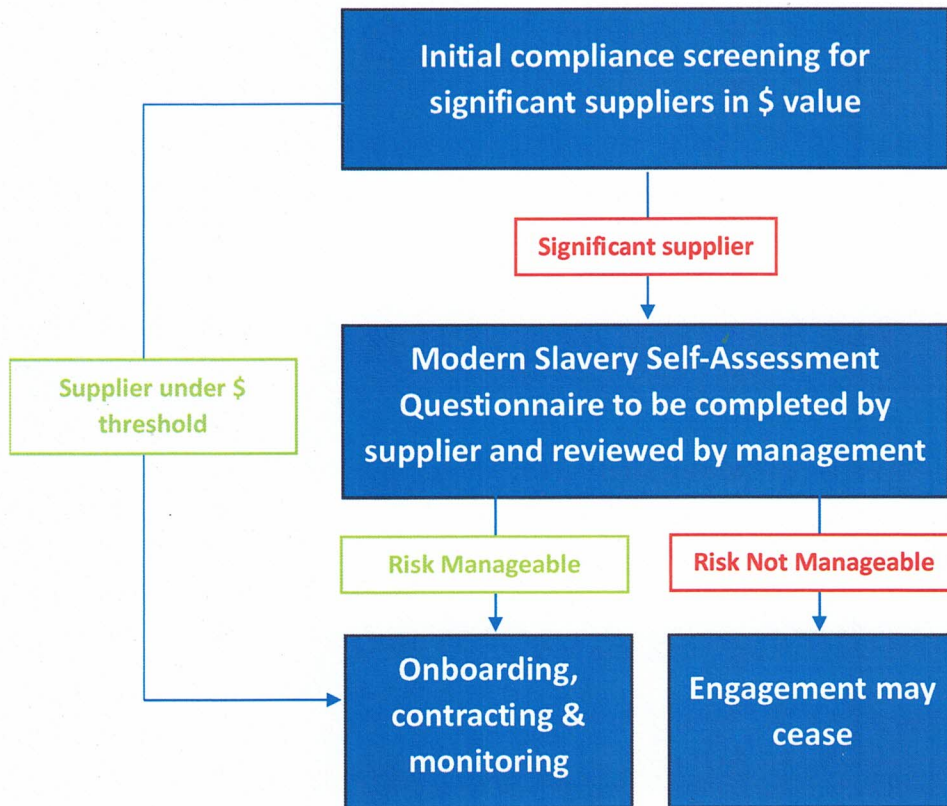 Initial compliance screening for
significant suppliers in $ value
Significant supplier
Supplier under $
threshold
Modern Slavery Self-Assessment
Questionnaire to be completed by
supplier and reviewed by management
Risk Manageable
Risk Not Manageable
Onboarding,
contracting &
monitoring
Engagement may
cease